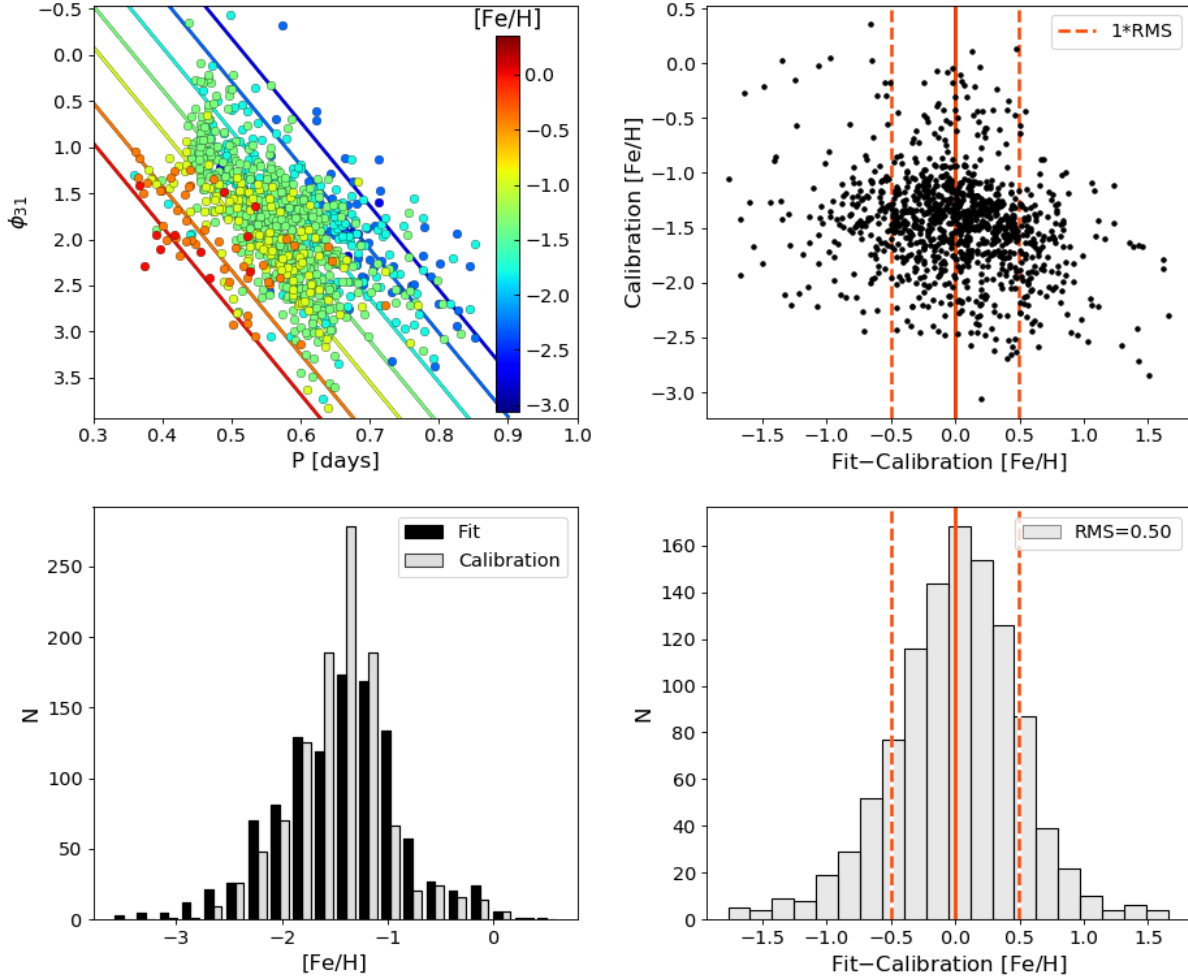 [Fe/H]
−0.5
0.0
0.5
1.0
1.5
2.0
2.5
3.0
3.5
ϕ31
0.0
−0.5
−1.0
−1.5
−2.0
−2.5
−3.0
0.3 0.4 0.5 0.6 0.7 0.8 0.9 1.0
P [days]
0.5
0.0
−0.5
−1.0
−1.5
−2.0
−2.5
−3.0
Calibration [Fe/H]
1*RMS
−1.5 −1.0 −0.5 0.0 0.5 1.0 1.5
Fit−Calibration [Fe/H]
250
200
150
100
50
0
N
Fit
Calibration
−3 −2 −1 0
[Fe/H]
160
140
120
100
80
60
40
20
0
N
RMS=0.50
−1.5 −1.0 −0.5 0.0 0.5 1.0 1.5
Fit−Calibration [Fe/H]